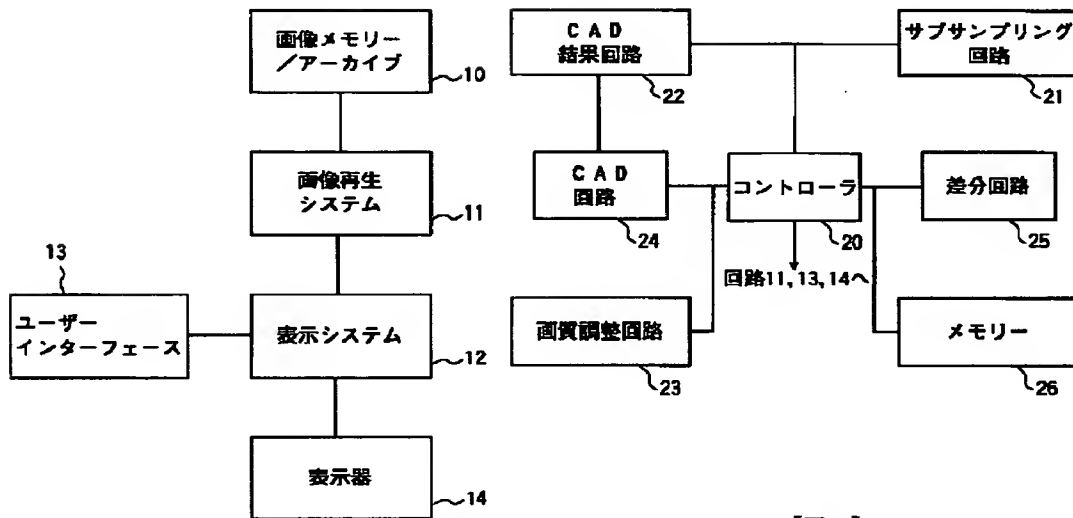 画像メモリー
／アーカイブ
10
画像再生
システム
11
13
ユーザー
インターフェース
表示システム
12
表示器
14
CAD
結果回路
22
サブサンプリング
回路
21
CAD
回路
24
コントローラ
20
差分回路
25
回路11，13，14へ
画質調整回路
23
メモリー
26